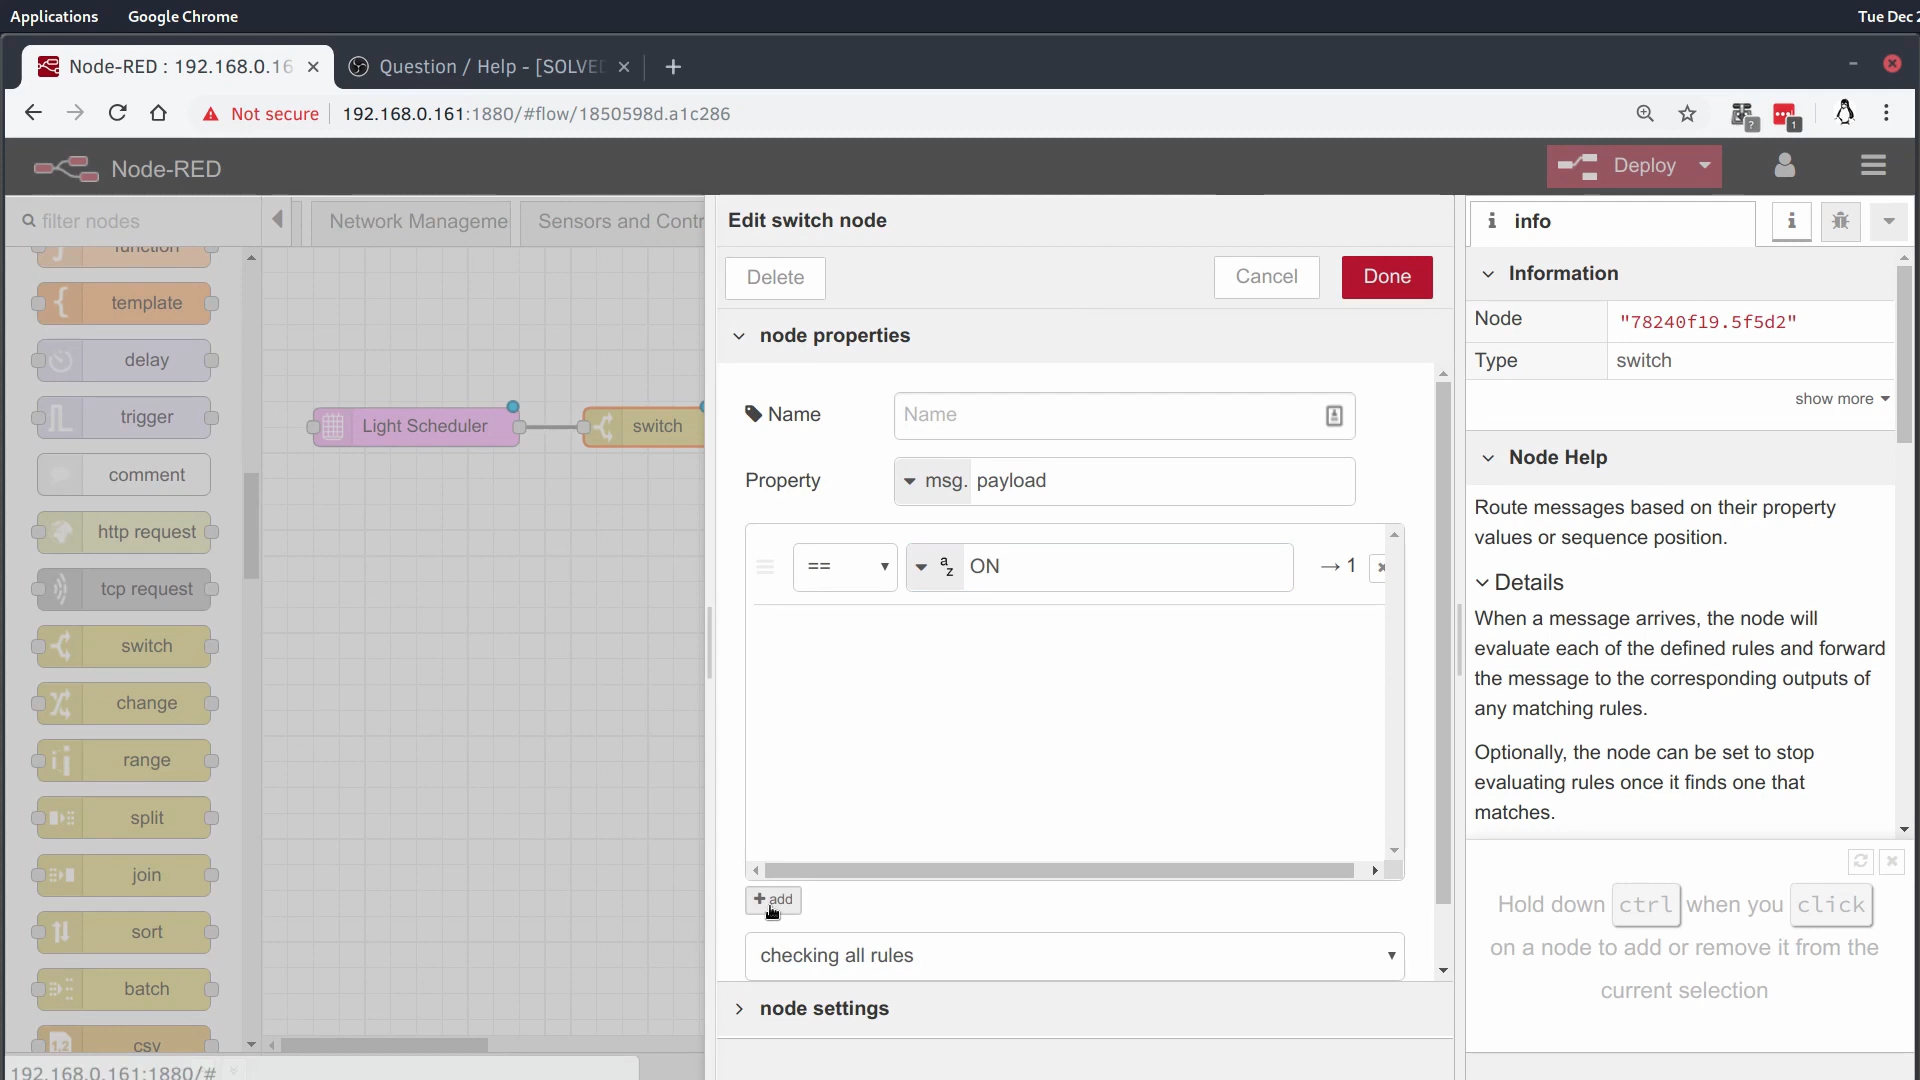 Applications
Google Chrome
Tue Dec
Node-RED : 192.168.0.16
Question / Help - [SOLVED
Not secure
192.168.0.161:1880/#flow/1850598d.a1c286
?
1
Node-RED
Deploy
filter nodes
Network Manageme
Sensors and Contr
function
template
delay
trigger
comment
http request
tcp request
switch
change
range
split
join
sort
batch
csv
1,2
Light Scheduler
switch
192.168.0.161:1880/#
Edit switch node
Delete
Cancel
Done
node properties
Name
Name
Property
msg. payload
==
a
z
ON
→ 1
+ add
checking all rules
node settings
info
Information
Node
"78240f19.5f5d2"
Type
switch
show more
Node Help
Route messages based on their property
values or sequence position.
Details
When a message arrives, the node will
evaluate each of the defined rules and forward
the message to the corresponding outputs of
any matching rules.
Optionally, the node can be set to stop
evaluating rules once it finds one that
matches.
Hold down ctrl when you click
on a node to add or remove it from the
current selection